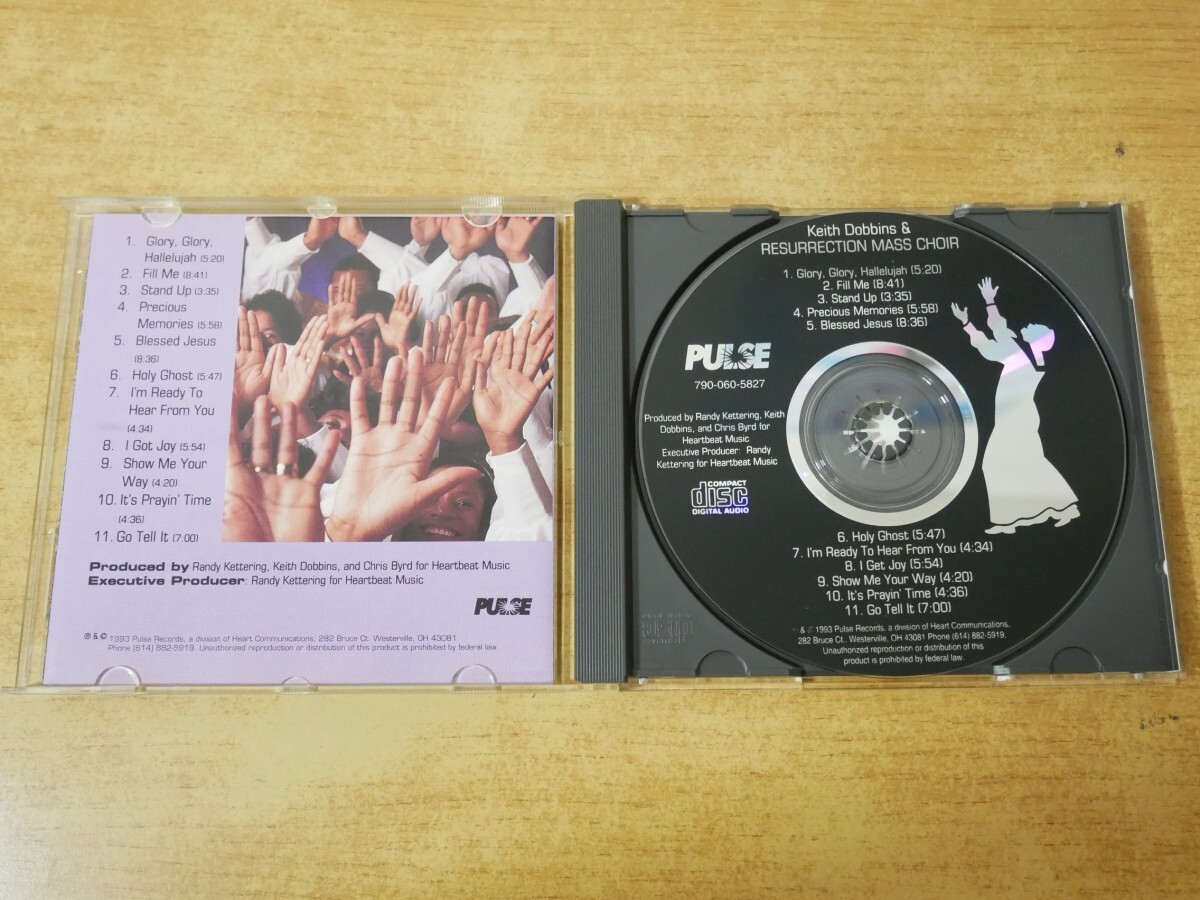 1. Glory, Glory,
Hallelujah (5:20)
2. Fill Me (8:41)
3. Stand Up (3:35)
4. Precious
Memories (5:58)
5. Blessed Jesus
(8:36)
6. Holy Ghost (5:47)
7. I'm Ready To
Hear From You
(4:34)
8. I Got Joy (5:54)
9. Show Me Your
Way (4:20)
10. It's Prayin' Time
(4:36)
11. Go Tell It (7:00)
Produced by Randy Kettering, Keith Dobbins, and Chris Byrd for Heartbeat Music
Executive Producer: Randy Kettering for Heartbeat Music
PULSE
℗ & © 1993 Pulse Records, a division of Heart Communications, 282 Bruce Ct. Westerville, OH 43081
Phone (614) 882-5919. Unauthorized reproduction or distribution of this product is prohibited by federal law.
Keith Dobbins &
RESURRECTION MASS CHOIR
1. Glory, Glory, Hallelujah (5:20)
2. Fill Me (8:41)
3. Stand Up (3:35)
4. Precious Memories (5:58)
5. Blessed Jesus (8:36)
PULSE
790-060-5827
Produced by Randy Kettering, Keith
Dobbins, and Chris Byrd for
Heartbeat Music
Executive Producer: Randy
Kettering for Heartbeat Music
COMPACT
disc
DIGITAL AUDIO
6. Holy Ghost (5:47)
7. I'm Ready To Hear From You (4:34)
8. I Get Joy (5:54)
9. Show Me Your Way (4:20)
10. It's Prayin' Time (4:36)
11. Go Tell It (7:00)
℗ & © 1993 Pulse Records, a division of Heart Communications.
282 Bruce Ct. Westerville, OH 43081 Phone (614) 882-5919.
Unauthorized reproduction or distribution of this
product is prohibited by federal law.